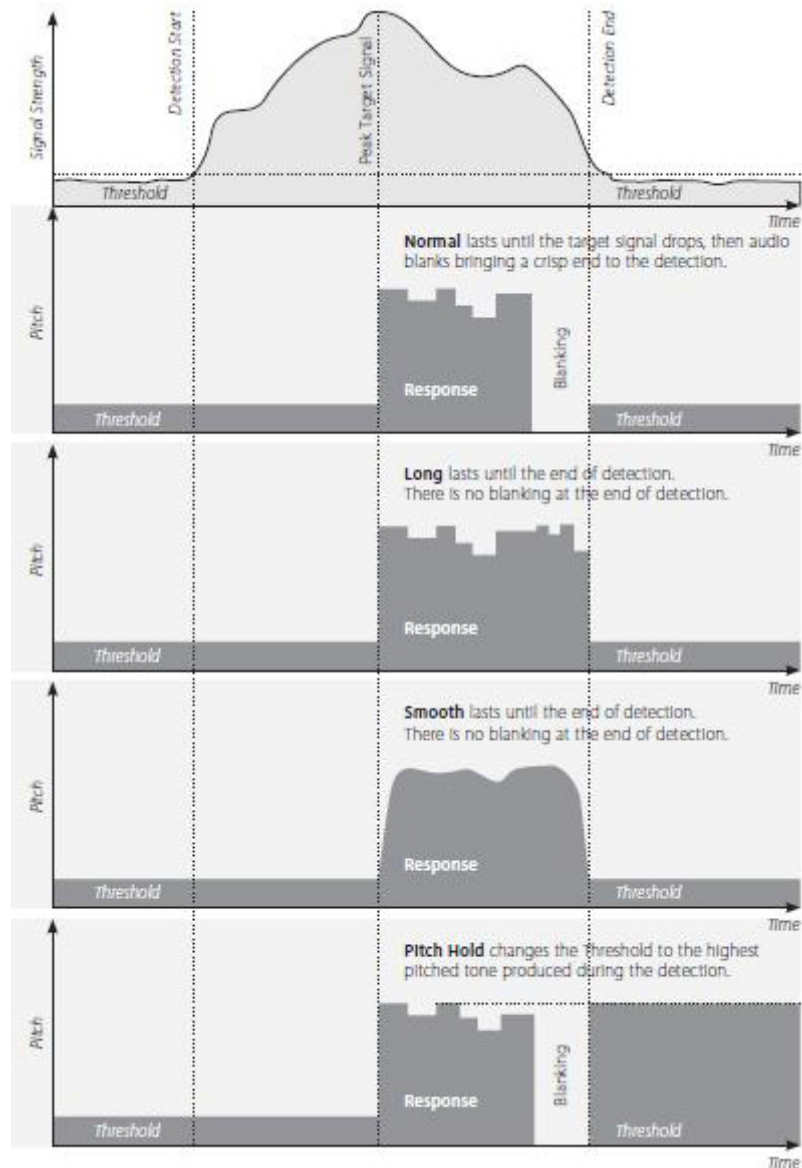 Signal Strength
Detection Start
Peak Target Signal
Detection End
Threshold
Threshold
Time
Normal lasts until the target signal drops, then audio
blanks bringing a crisp end to the detection.
Pitch
Response
Blanking
Threshold
Threshold
Time
Long lasts until the end of detection.
There is no blanking at the end of detection.
Pitch
Response
Threshold
Threshold
Time
Smooth lasts until the end of detection.
There is no blanking at the end of detection.
Pitch
Response
Threshold
Threshold
Time
Pitch Hold changes the Threshold to the highest
pitched tone produced during the detection.
Pitch
Response
Blanking
Threshold
Threshold
Time